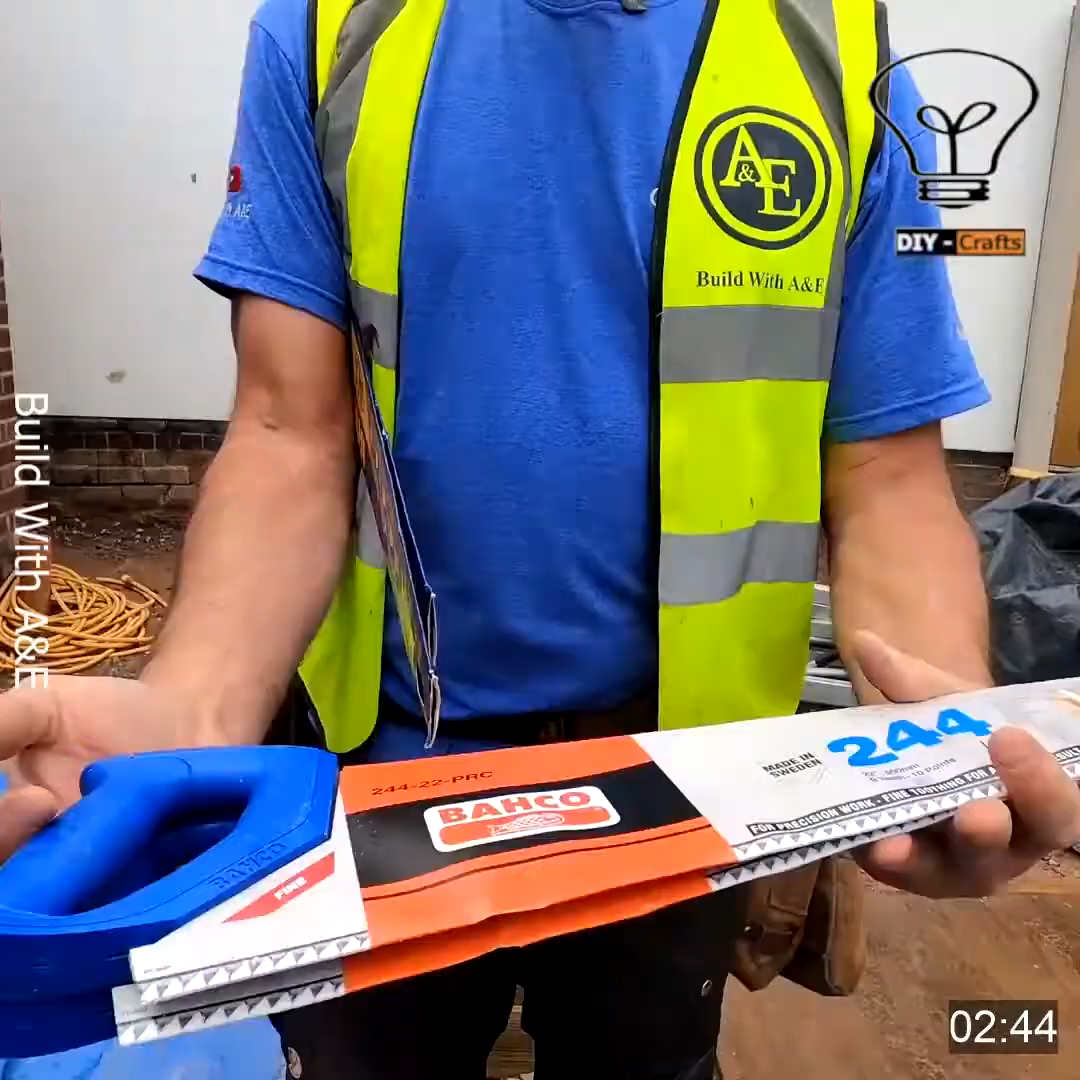 A&E
Build With A&E
DIY - Crafts
Build With A&E
244-22-PRC
BAHCO
MADE IN
SWEDEN
244
FOR PRECISION WORK - FINE TOOTHING FOR
BAHCO
FINE
02:44